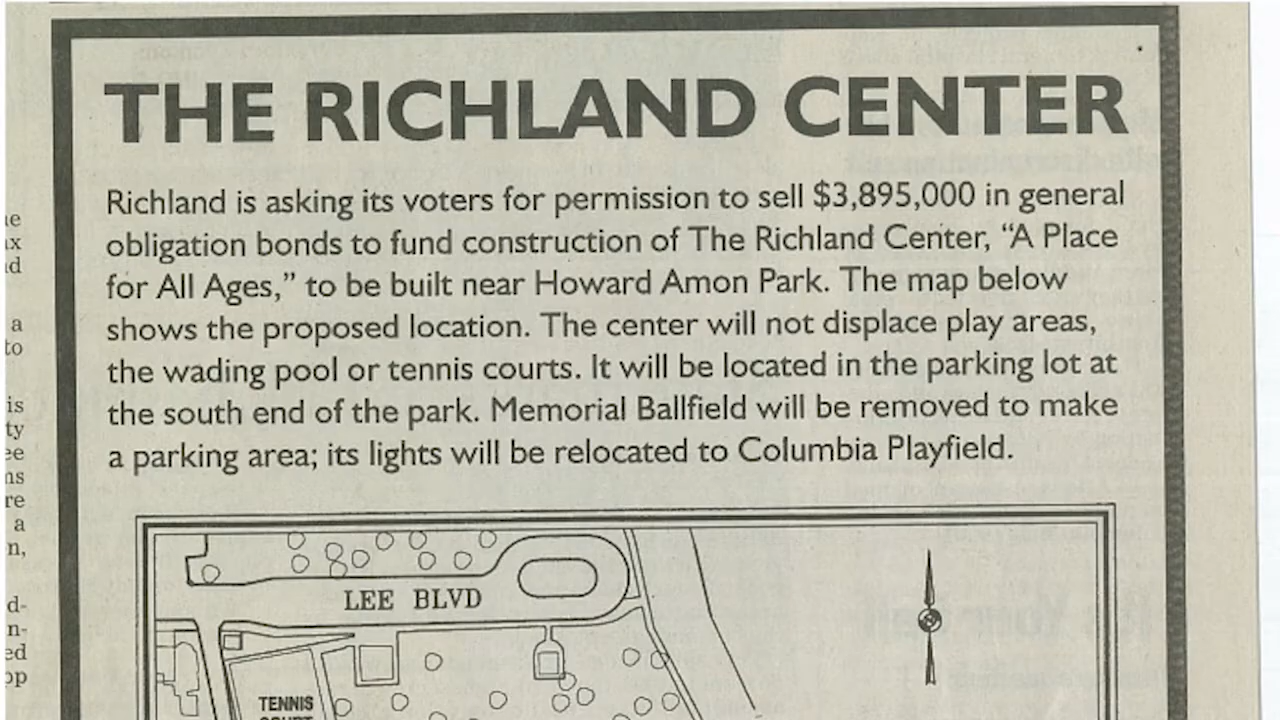 THE RICHLAND CENTER
Richland is asking its voters for permission to sell $3,895,000 in general
obligation bonds to fund construction of The Richland Center, “A Place
for All Ages,” to be built near Howard Amon Park. The map below
shows the proposed location. The center will not displace play areas,
the wading pool or tennis courts. It will be located in the parking lot at
the south end of the park. Memorial Ballfield will be removed to make
a parking area; its lights will be relocated to Columbia Playfield.
LEE BLVD
TENNIS
COURT